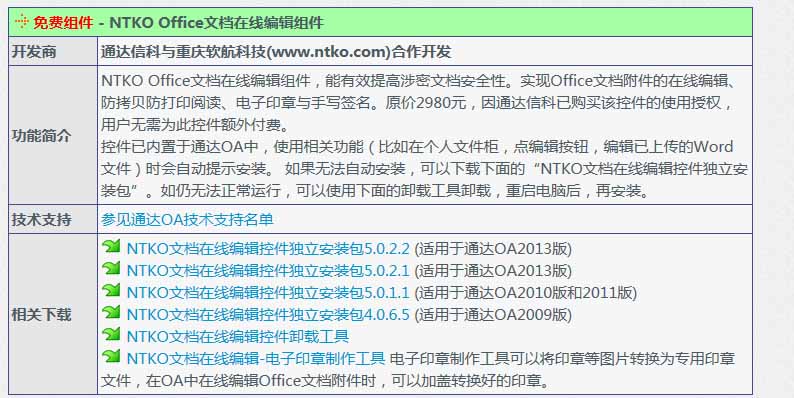 免费组件 - NTKO Office文档在线编辑组件
开发商
通达信科与重庆软航科技(www.ntko.com)合作开发
功能简介
NTKO Office文档在线编辑组件，能有效提高涉密文档安全性。实现Office文档附件的在线编辑、
防拷贝防打印阅读、电子印章与手写签名。原价2980元，因通达信科已购买该控件的使用授权，
用户无需为此控件额外付费。
控件已内置于通达OA中，使用相关功能（比如在个人文件柜，点编辑按钮，编辑已上传的Word
文件）时会自动提示安装。 如果无法自动安装，可以下载下面的“NTKO文档在线编辑控件独立安
装包”。如仍无法正常运行，可以使用下面的卸载工具卸载，重启电脑后，再安装。
技术支持
参见通达OA技术支持名单
相关下载
NTKO文档在线编辑控件独立安装包5.0.2.2 (适用于通达OA2013版)
NTKO文档在线编辑控件独立安装包5.0.2.1 (适用于通达OA2013版)
NTKO文档在线编辑控件独立安装包5.0.1.1 (适用于通达OA2010版和2011版)
NTKO文档在线编辑控件独立安装包4.0.6.5 (适用于通达OA2009版)
NTKO文档在线编辑控件卸载工具
NTKO文档在线编辑-电子印章制作工具 电子印章制作工具可以将印章等图片转换为专用印章
文件，在OA中在线编辑Office文档附件时，可以加盖转换好的印章。